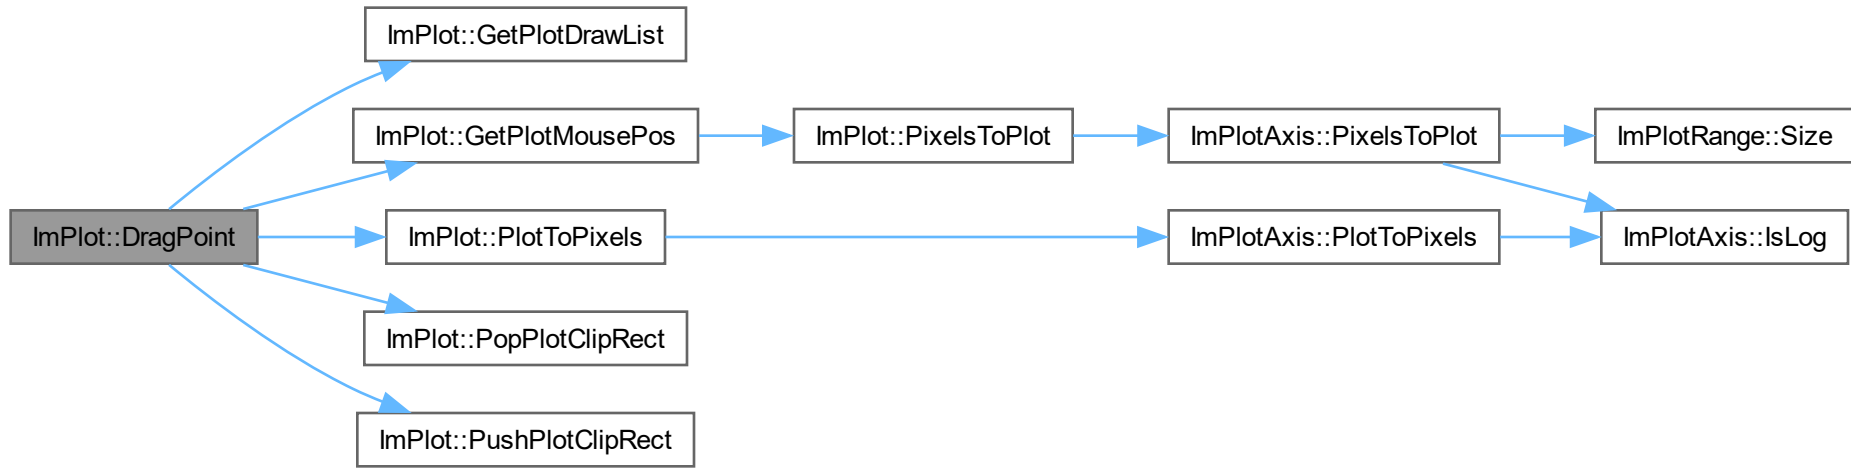 ImPlot::GetPlotDrawList
ImPlot::GetPlotMousePos
ImPlot::PixelsToPlot
ImPlotAxis::PixelsToPlot
ImPlotRange::Size
ImPlot::DragPoint
ImPlot::PlotToPixels
ImPlotAxis::PlotToPixels
ImPlotAxis::IsLog
ImPlot::PopPlotClipRect
ImPlot::PushPlotClipRect